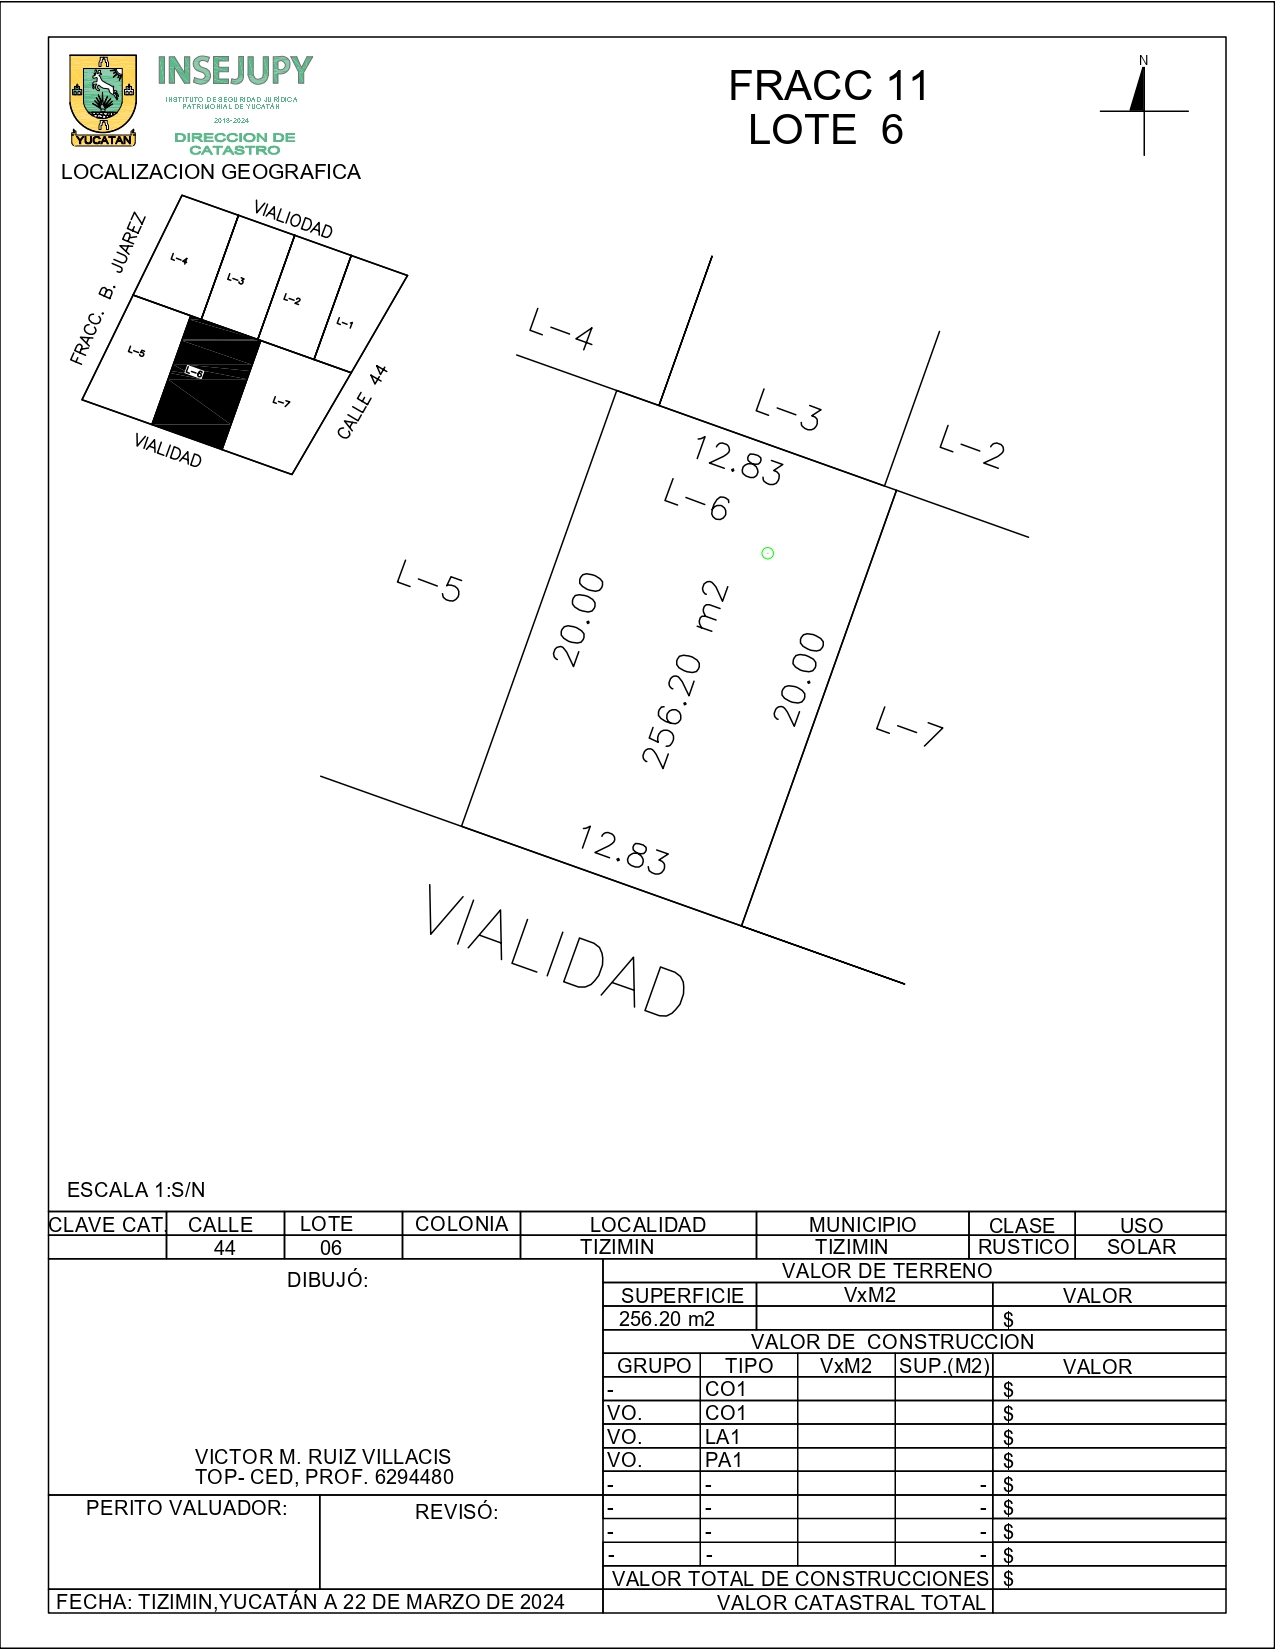 INSEJUPY
INSTITUTO DE SEGURIDAD JURÍDICA
PATRIMONIAL DE YUCATÁN
2018-2024
DIRECCION DE
CATASTRO
YUCATAN
FRACC 11
LOTE 6
N
LOCALIZACION GEOGRAFICA
VIALIODAD
FRACC. B. JUAREZ
L-4
L-3
L-2
L-1
L-5
L-6
L-7
CALLE 44
VIALIDAD
L-4
L-3
L-2
12.83
L-6
L-5
20.00
256.20 m2
20.00
L-7
12.83
VIALIDAD
ESCALA 1:S/N
CLAVE CAT. CALLE LOTE COLONIA LOCALIDAD MUNICIPIO CLASE USO
44 06 TIZIMIN TIZIMIN RUSTICO SOLAR
DIBUJÓ:
VICTOR M. RUIZ VILLACIS
TOP- CED, PROF. 6294480
PERITO VALUADOR:
REVISÓ:
FECHA: TIZIMIN,YUCATÁN A 22 DE MARZO DE 2024
VALOR DE TERRENO
SUPERFICIE VxM2 VALOR
256.20 m2 $
VALOR DE CONSTRUCCION
GRUPO TIPO VxM2 SUP.(M2) VALOR
- CO1 $
VO. CO1 $
VO. LA1 $
VO. PA1 $
- - - $
- - - $
- - - $
- - - $
VALOR TOTAL DE CONSTRUCCIONES $
VALOR CATASTRAL TOTAL